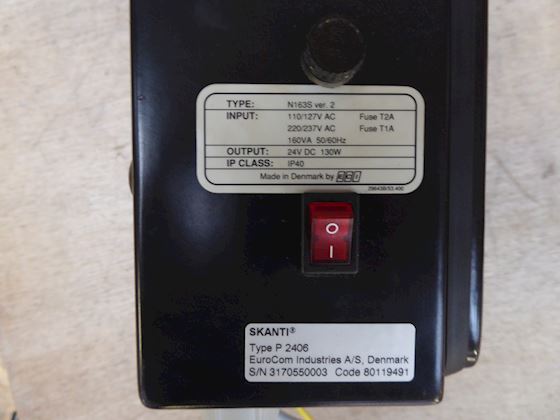 TYPE: N163S ver. 2
INPUT: 110/127V AC Fuse T2A
220/237V AC Fuse T1A
160VA 50/60Hz
OUTPUT: 24V DC 130W
IP CLASS: IP40
Made in Denmark by
O
I
SKANTI®
Type P 2406
EuroCom Industries A/S, Denmark
S/N 3170550003 Code 80119491